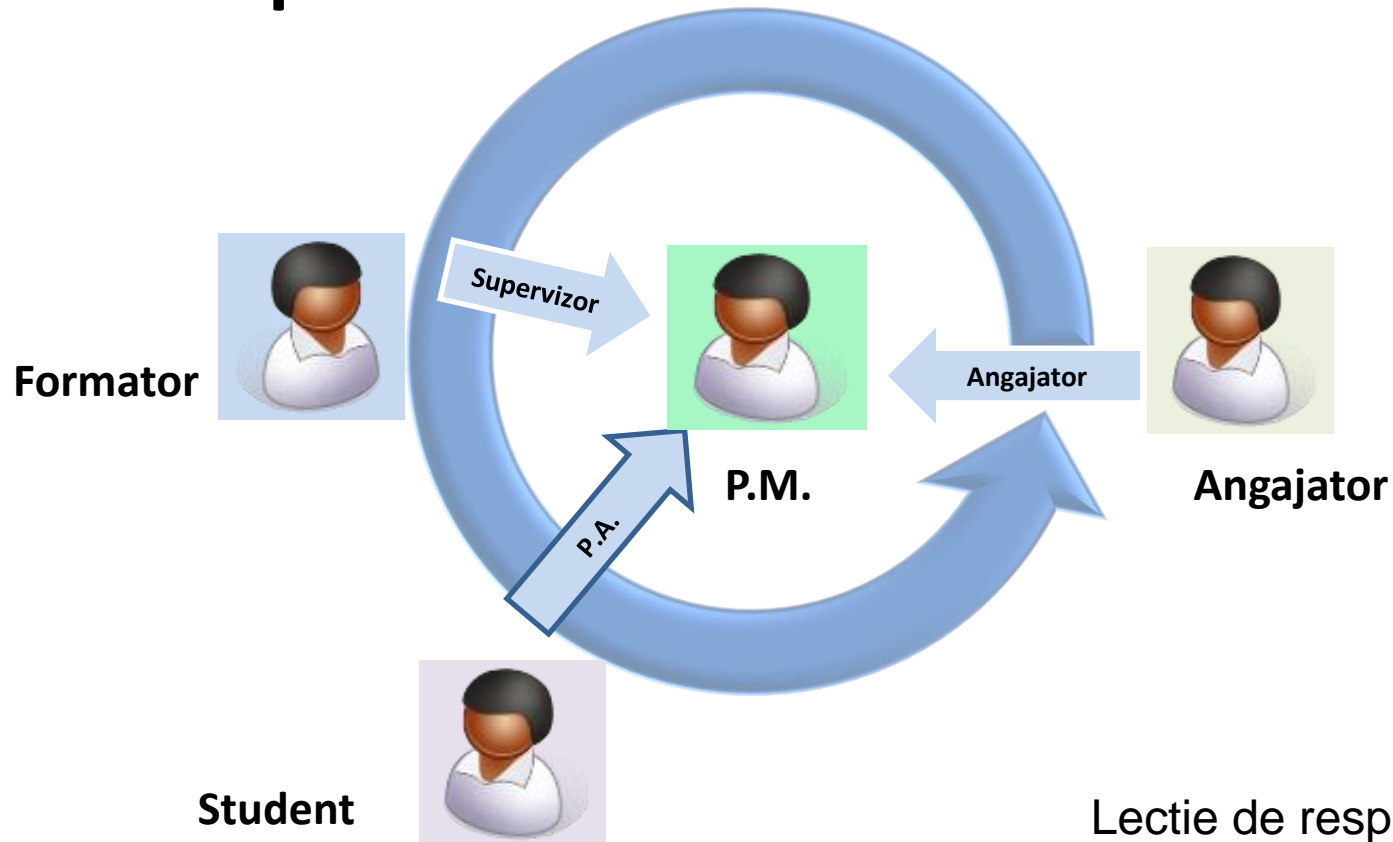 Supervizor
Formator
Angajator
P.M.
Angajator
P.A.
Student
Lectie de resp